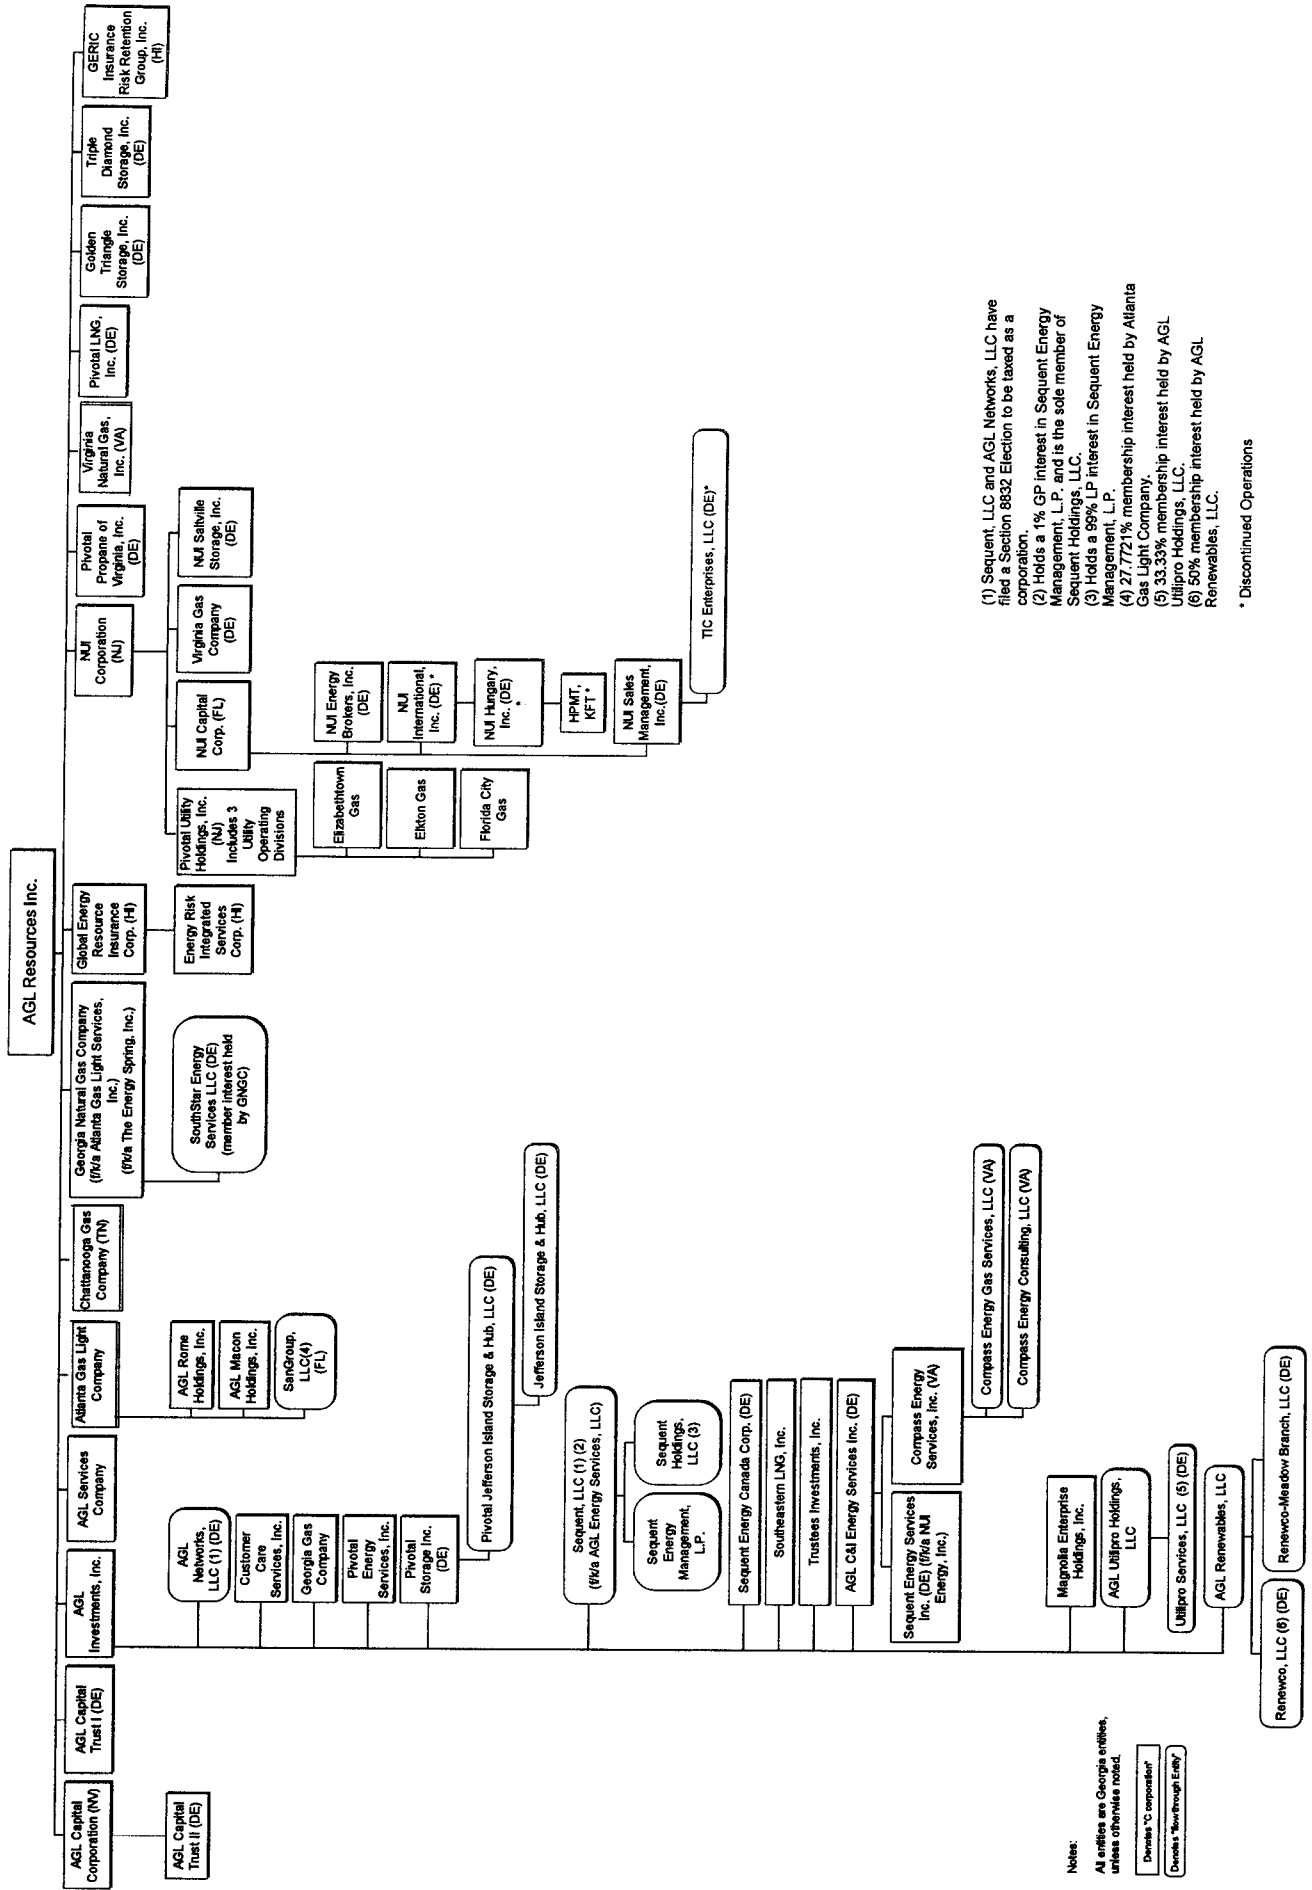 AGL Resources Inc.
AGL Capital
Corporation (NV)
AGL Capital
Trust I (DE)
AGL
Investments, Inc.
AGL Services
Company
Atlanta Gas Light
Company
Chattanooga Gas
Company (TN)
Georgia Natural Gas Company
(f/k/a Atlanta Gas Light Services,
Inc.)
(f/k/a The Energy Spring, Inc.)
Global Energy
Resource
Insurance
Corp. (HI)
NUI
Corporation
(NJ)
Pivotal
Propane of
Virginia, Inc.
(DE)
Virginia
Natural Gas,
Inc. (VA)
Pivotal LNG,
Inc. (DE)
Golden
Triangle
Storage, Inc.
(DE)
Triple
Diamond
Storage, Inc.
(DE)
GERIC
Insurance
Risk Retention
Group, Inc.
(HI)
AGL Capital
Trust II (DE)
AGL
Networks,
LLC (1) (DE)
Customer
Care
Services, Inc.
Georgia Gas
Company
Pivotal
Energy
Services, Inc.
Pivotal
Storage Inc.
(DE)
Pivotal Jefferson Island Storage & Hub, LLC (DE)
Jefferson Island Storage & Hub, LLC (DE)
Sequent, LLC (1) (2)
(f/k/a AGL Energy Services, LLC)
Sequent
Energy
Management,
L.P.
Sequent
Holdings,
LLC (3)
Sequent Energy Canada Corp. (DE)
Southeastern LNG, Inc.
Trustees Investments, Inc.
AGL C&I Energy Services Inc. (DE)
Sequent Energy Services
Inc. (DE) (f/k/a NUI
Energy, Inc.)
Compass Energy
Services, Inc. (VA)
Compass Energy Gas Services, LLC (VA)
Compass Energy Consulting, LLC (VA)
Magnolia Enterprise
Holdings, Inc.
AGL Utilipro Holdings,
LLC
Utilipro Services, LLC (5) (DE)
AGL Renewables, LLC
Renewco, LLC (6) (DE)
Renewco-Meadow Branch, LLC (DE)
AGL Rome
Holdings, Inc.
AGL Macon
Holdings, Inc.
SanGroup,
LLC(4)
(FL)
SouthStar Energy
Services LLC (DE)
(member interest held
by GNGC)
Energy Risk
Integrated
Services
Corp. (HI)
Pivotal Utility
Holdings, Inc.
(NJ)
Includes 3
Utility
Operating
Divisions
NUI Capital
Corp. (FL)
Virginia Gas
Company
(DE)
NUI Saltville
Storage, Inc.
(DE)
Elizabethtown
Gas
Elkton Gas
Florida City
Gas
NUI Energy
Brokers, Inc.
(DE)
NUI
International,
Inc. (DE) *
NUI Hungary,
Inc. (DE)
*
HPMT,
KFT *
NUI Sales
Management,
Inc.(DE)
TIC Enterprises, LLC (DE)*
Notes:
All entities are Georgia entities,
unless otherwise noted.
Denotes "C corporation"
Denotes "flowthrough Entity"
(1) Sequent, LLC and AGL Networks, LLC have
filed a Section 8832 Election to be taxed as a
corporation.
(2) Holds a 1% GP interest in Sequent Energy
Management, L.P. and is the sole member of
Sequent Holdings, LLC.
(3) Holds a 99% LP interest in Sequent Energy
Management, L.P.
(4) 27.7721% membership interest held by Atlanta
Gas Light Company.
(5) 33.33% membership interest held by AGL
Utilipro Holdings, LLC.
(6) 50% membership interest held by AGL
Renewables, LLC.
* Discontinued Operations